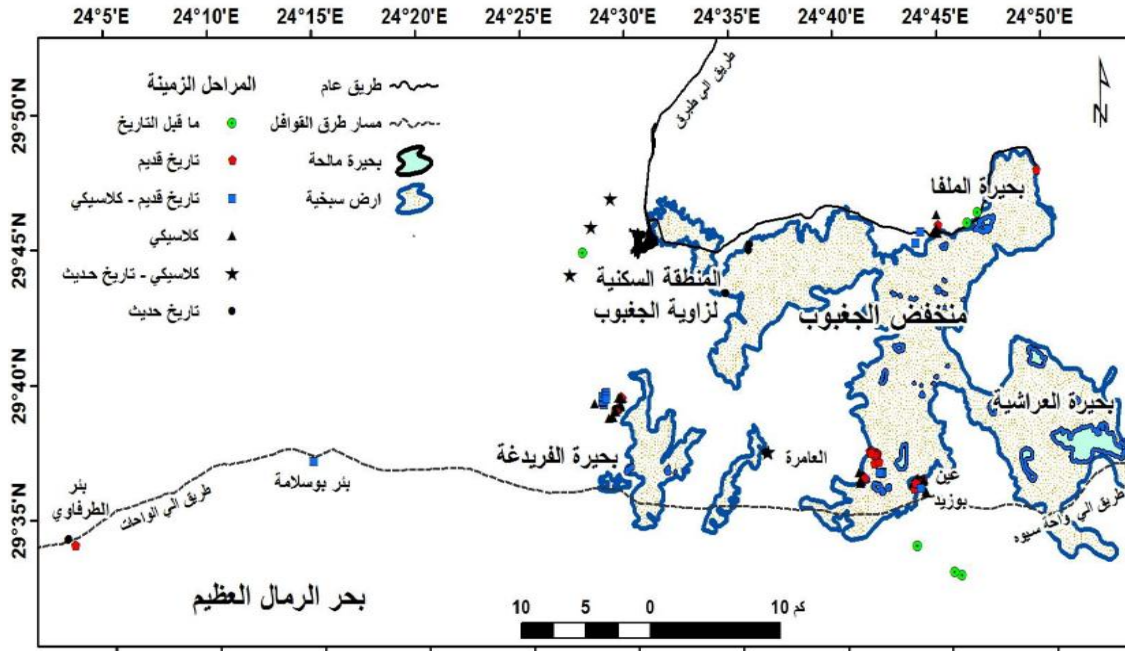 24°5'E 24°10'E 24°15'E 24°20'E 24°25'E 24°30'E 24°35'E 24°40'E 24°45'E 24°50'E
29°50'N
29°45'N
29°40'N
29°35'N
المراحل الزمينة
ما قبل التاريخ
تاريخ قديم
تاريخ قديم - كلاسيكي
كلاسيكي
كلاسيكي - تاريخ حديث
تاريخ حديث
طريق عام
مسار طرق القوافل
بحيرة مالحة
ارض سبخية
طريق الي طبرق
N
بحيرة الملفا
المنطقة السكنية
لزاوية الجغبوب
منخفض الجغبوب
بحيرة العراشية
بحيرة الفريدغة
العامرة
عين
بوزيد
بئر بوسلامة
بئر
الطرفاوي
طريق الي الواحات
طريق الي واحة سيوه
بحر الرمال العظيم
10 5 0 10 كم